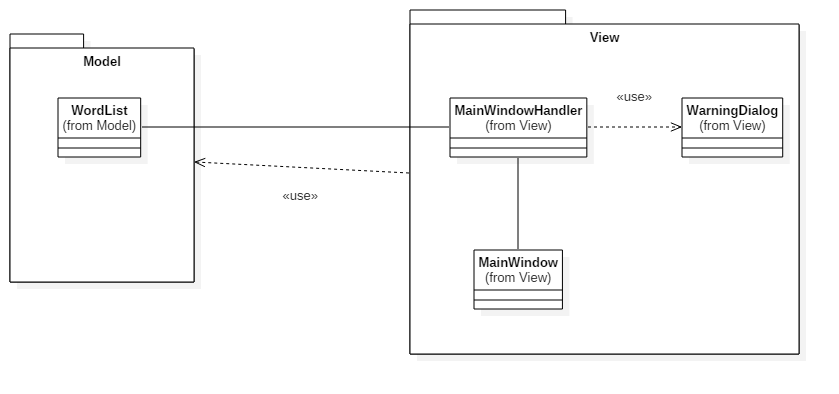 View
Model
WordList
(from Model)
MainWindowHandler
(from View)
«use»
WarningDialog
(from View)
«use»
MainWindow
(from View)